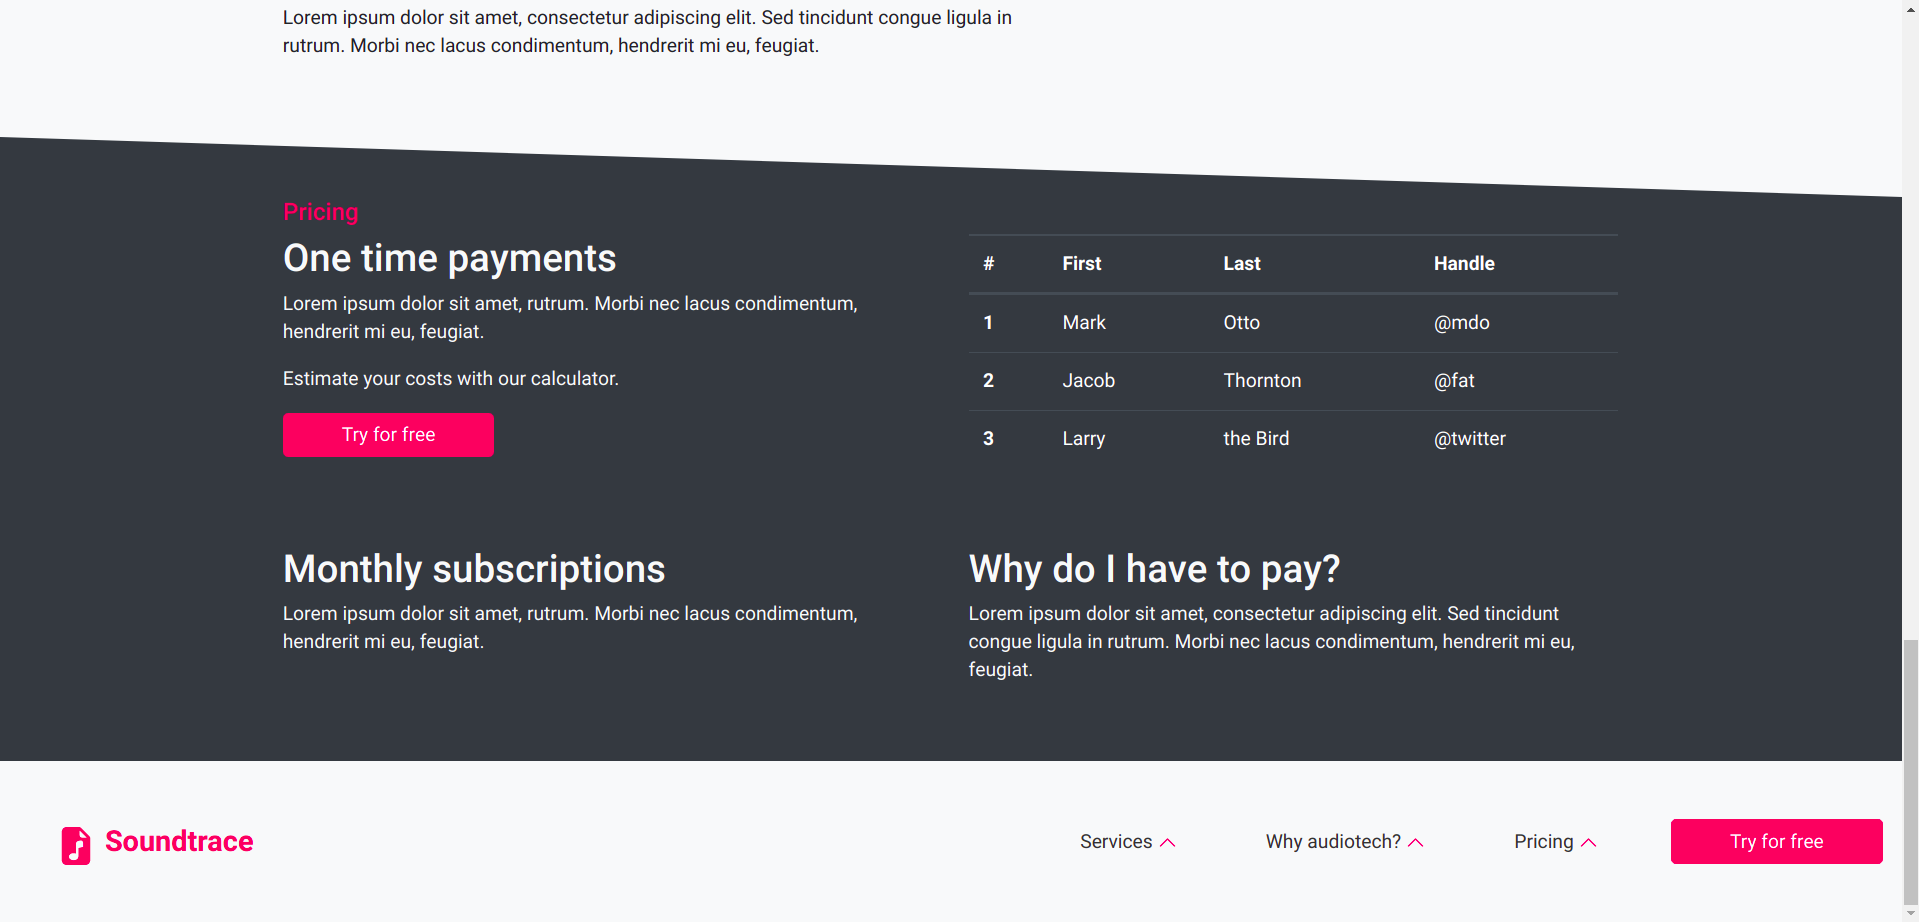 Lorem ipsum dolor sit amet, consectetur adipiscing elit. Sed tincidunt congue ligula in
rutrum. Morbi nec lacus condimentum, hendrerit mi eu, feugiat.
Pricing
One time payments
Lorem ipsum dolor sit amet, rutrum. Morbi nec lacus condimentum,
hendrerit mi eu, feugiat.
Estimate your costs with our calculator.
Try for free
# First Last Handle
1 Mark Otto @mdo
2 Jacob Thornton @fat
3 Larry the Bird @twitter
Monthly subscriptions
Lorem ipsum dolor sit amet, rutrum. Morbi nec lacus condimentum,
hendrerit mi eu, feugiat.
Why do I have to pay?
Lorem ipsum dolor sit amet, consectetur adipiscing elit. Sed tincidunt
congue ligula in rutrum. Morbi nec lacus condimentum, hendrerit mi eu,
feugiat.
Soundtrace
Services Why audiotech? Pricing Try for free